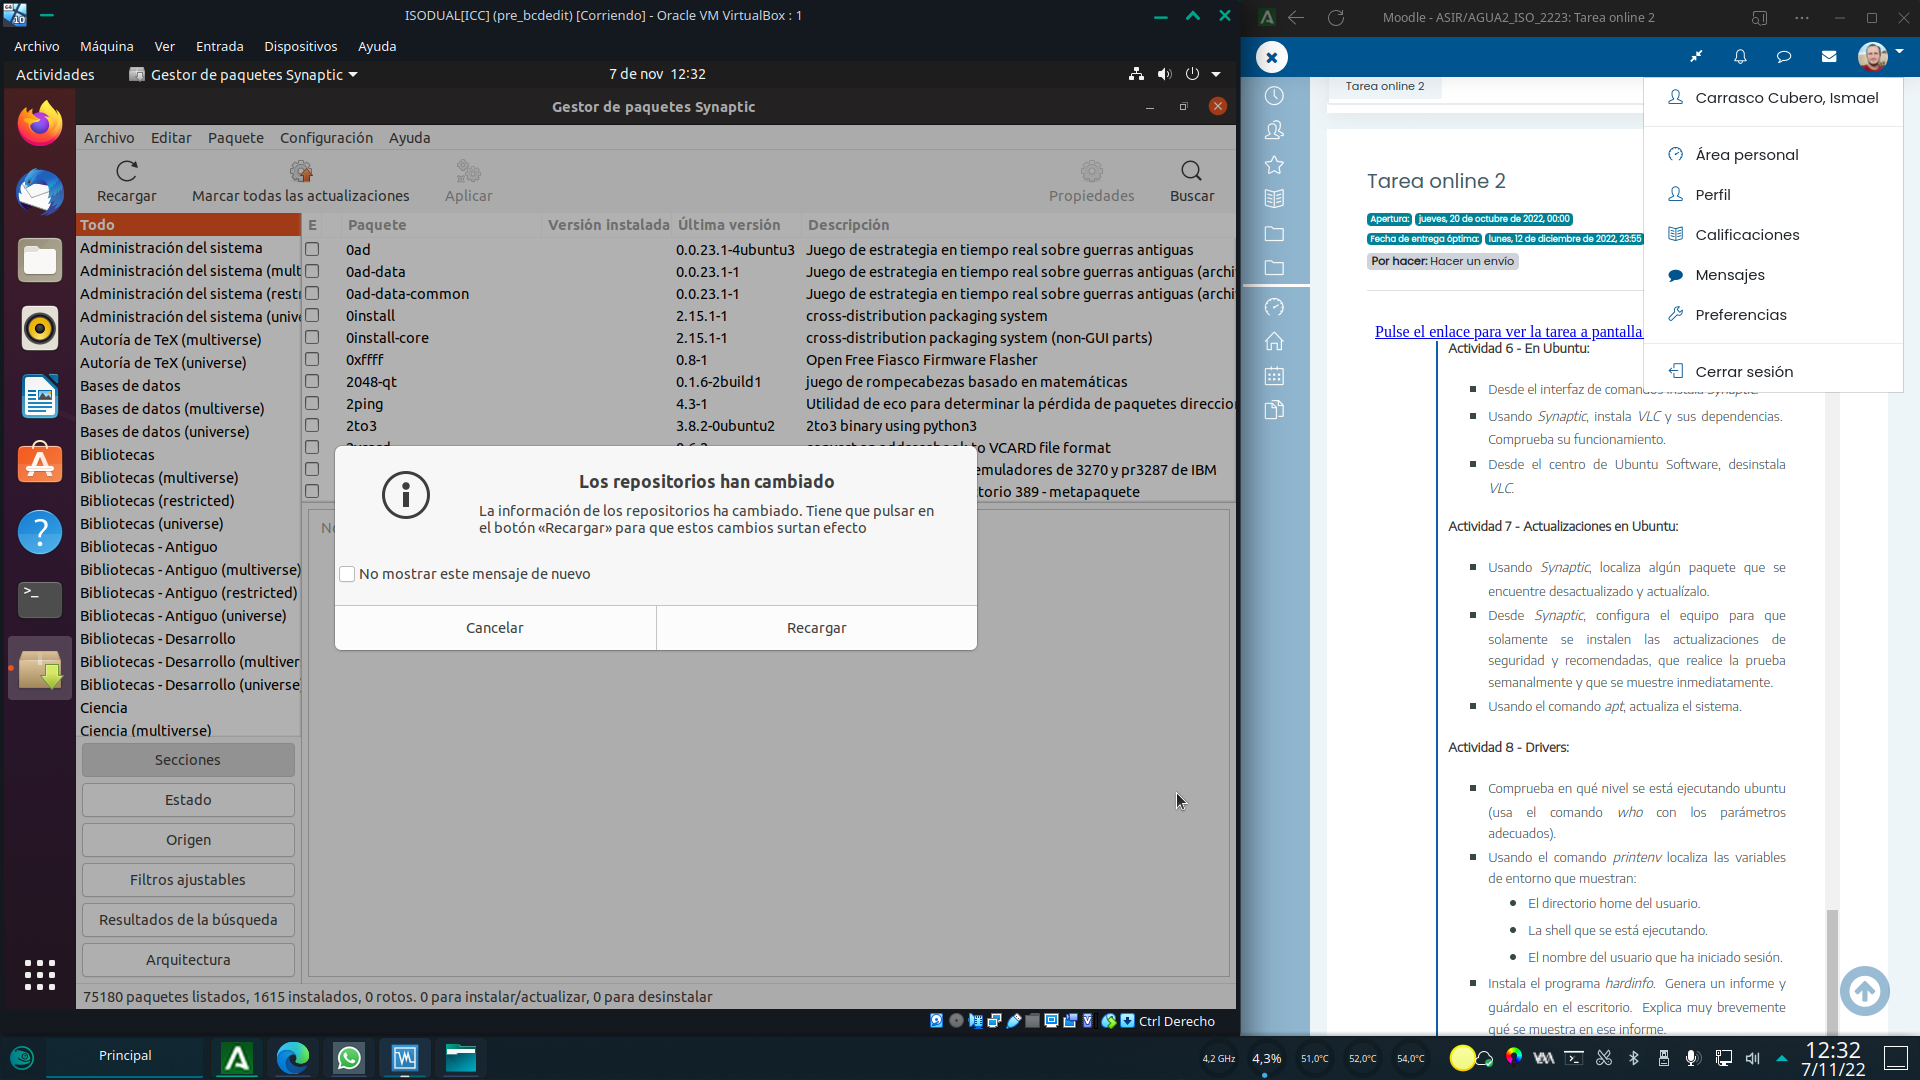 ISODUAL[ICC] (pre_bcdedit) [Corriendo] - Oracle VM VirtualBox : 1
Archivo Máquina Ver Entrada Dispositivos Ayuda
Actividades Gestor de paquetes Synaptic 7 de nov 12:32
Gestor de paquetes Synaptic
Archivo Editar Paquete Configuración Ayuda
Recargar Marcar todas las actualizaciones Aplicar Propiedades Buscar
Todo
Administración del sistema
Administración del sistema (mult
Administración del sistema (restr
Administración del sistema (unive
Autoría de TeX (multiverse)
Autoría de TeX (universe)
Bases de datos
Bases de datos (multiverse)
Bases de datos (universe)
Bibliotecas
Bibliotecas (multiverse)
Bibliotecas (restricted)
Bibliotecas (universe)
Bibliotecas - Antiguo
Bibliotecas - Antiguo (multiverse)
Bibliotecas - Antiguo (restricted)
Bibliotecas - Antiguo (universe)
Bibliotecas - Desarrollo
Bibliotecas - Desarrollo (multiver
Bibliotecas - Desarrollo (universe
Ciencia
Ciencia (multiverse)
Secciones
Estado
Origen
Filtros ajustables
Resultados de la búsqueda
Arquitectura
E Paquete Versión instalada Última versión Descripción
0ad 0.0.23.1-4ubuntu3 Juego de estrategia en tiempo real sobre guerras antiguas
0ad-data 0.0.23.1-1 Juego de estrategia en tiempo real sobre guerras antiguas (archi
0ad-data-common 0.0.23.1-1 Juego de estrategia en tiempo real sobre guerras antiguas (archi
0install 2.15.1-1 cross-distribution packaging system
0install-core 2.15.1-1 cross-distribution packaging system (non-GUI parts)
0xffff 0.8-1 Open Free Fiasco Firmware Flasher
2048-qt 0.1.6-2build1 juego de rompecabezas basado en matemáticas
2ping 4.3-1 Utilidad de eco para determinar la pérdida de paquetes direccio
2to3 3.8.2-0ubuntu2 2to3 binary using python3
to VCARD file format
emuladores de 3270 y pr3287 de IBM
torio 389 - metapaquete
Los repositorios han cambiado
La información de los repositorios ha cambiado. Tiene que pulsar en
el botón «Recargar» para que estos cambios surtan efecto
No mostrar este mensaje de nuevo
Cancelar Recargar
75180 paquetes listados, 1615 instalados, 0 rotos. 0 para instalar/actualizar, 0 para desinstalar
Ctrl Derecho
Moodle - ASIR/AGUA2_ISO_2223: Tarea online 2
Tarea online 2
Carrasco Cubero, Ismael
Área personal
Perfil
Calificaciones
Mensajes
Preferencias
Cerrar sesión
Tarea online 2
Apertura: jueves, 20 de octubre de 2022, 00:00
Fecha de entrega óptima: lunes, 12 de diciembre de 2022, 23:55
Por hacer: Hacer un envío
Pulse el enlace para ver la tarea a pantalla
Actividad 6 - En Ubuntu:
Desde el interfaz de comandos instala Synaptic.
Usando Synaptic, instala VLC y sus dependencias.
Comprueba su funcionamiento.
Desde el centro de Ubuntu Software, desinstala
VLC.
Actividad 7 - Actualizaciones en Ubuntu:
Usando Synaptic, localiza algún paquete que se
encuentre desactualizado y actualízalo.
Desde Synaptic, configura el equipo para que
solamente se instalen las actualizaciones de
seguridad y recomendadas, que realice la prueba
semanalmente y que se muestre inmediatamente.
Usando el comando apt, actualiza el sistema.
Actividad 8 - Drivers:
Comprueba en qué nivel se está ejecutando ubuntu
(usa el comando who con los parámetros
adecuados).
Usando el comando printenv localiza las variables
de entorno que muestran:
El directorio home del usuario.
La shell que se está ejecutando.
El nombre del usuario que ha iniciado sesión.
Instala el programa hardinfo. Genera un informe y
guárdalo en el escritorio. Explica muy brevemente
qué se muestra en ese informe.
Principal
4,2 GHz 4,3% 51,0°C 52,0°C 54,0°C
12:32
7/11/22